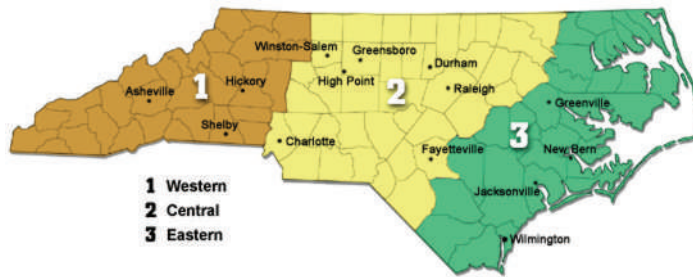 Winston-Salem
Greensboro
Durham
High Point
Raleigh
Asheville
1
Hickory
2
Greenville
Shelby
Charlotte
Fayetteville
3
New Bern
Jacksonville
Wilmington
1 Western
2 Central
3 Eastern